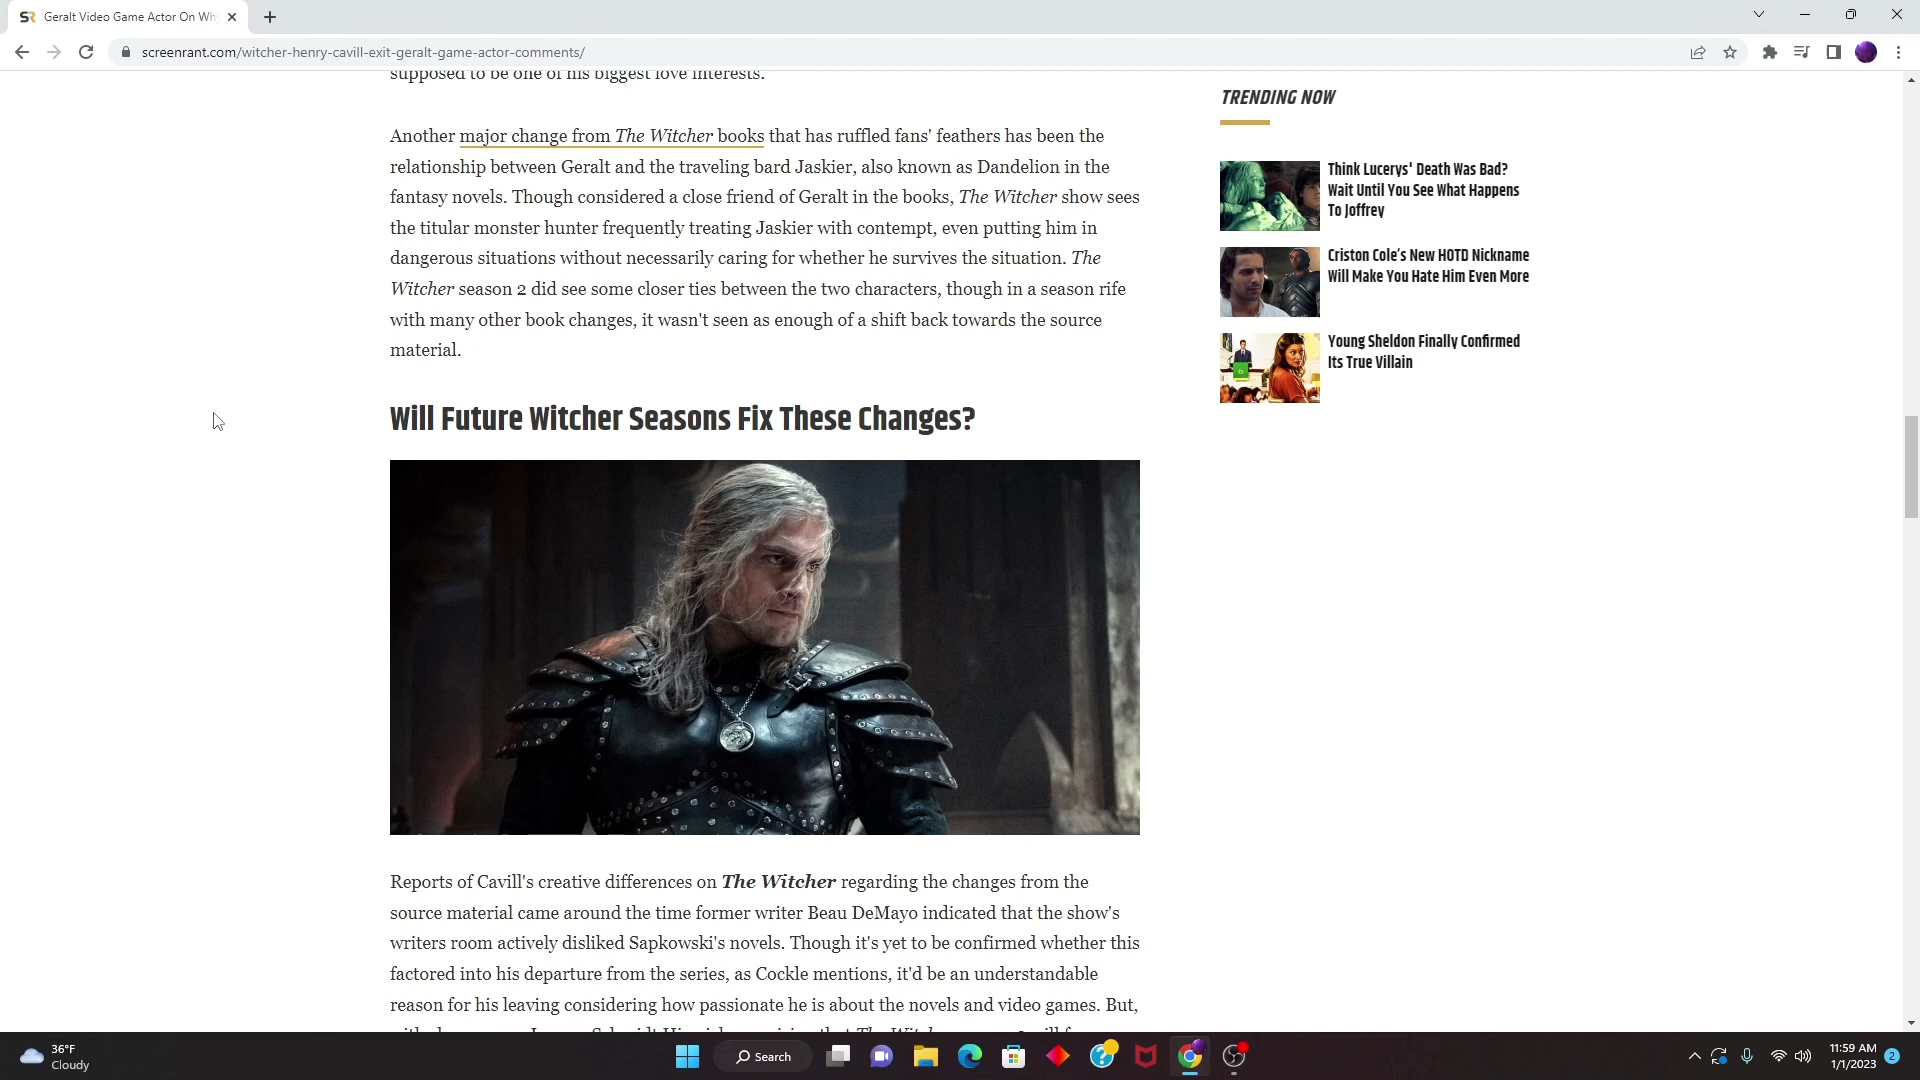 Geralt Video Game Actor On Wh
screenrant.com/witcher-henry-cavill-exit-geralt-game-actor-comments/
supposed to be one of his biggest love interests.
Another major change from The Witcher books that has ruffled fans' feathers has been the
relationship between Geralt and the traveling bard Jaskier, also known as Dandelion in the
fantasy novels. Though considered a close friend of Geralt in the books, The Witcher show sees
the titular monster hunter frequently treating Jaskier with contempt, even putting him in
dangerous situations without necessarily caring for whether he survives the situation. The
Witcher season 2 did see some closer ties between the two characters, though in a season rife
with many other book changes, it wasn't seen as enough of a shift back towards the source
material.
Will Future Witcher Seasons Fix These Changes?
Reports of Cavill's creative differences on The Witcher regarding the changes from the
source material came around the time former writer Beau DeMayo indicated that the show's
writers room actively disliked Sapkowski's novels. Though it's yet to be confirmed whether this
factored into his departure from the series, as Cockle mentions, it'd be an understandable
reason for his leaving considering how passionate he is about the novels and video games. But,
TRENDING NOW
Think Lucerys' Death Was Bad?
Wait Until You See What Happens
To Joffrey
Criston Cole's New HOTD Nickname
Will Make You Hate Him Even More
Young Sheldon Finally Confirmed
Its True Villain
36°F
Cloudy
Search
11:59 AM
1/1/2023
2